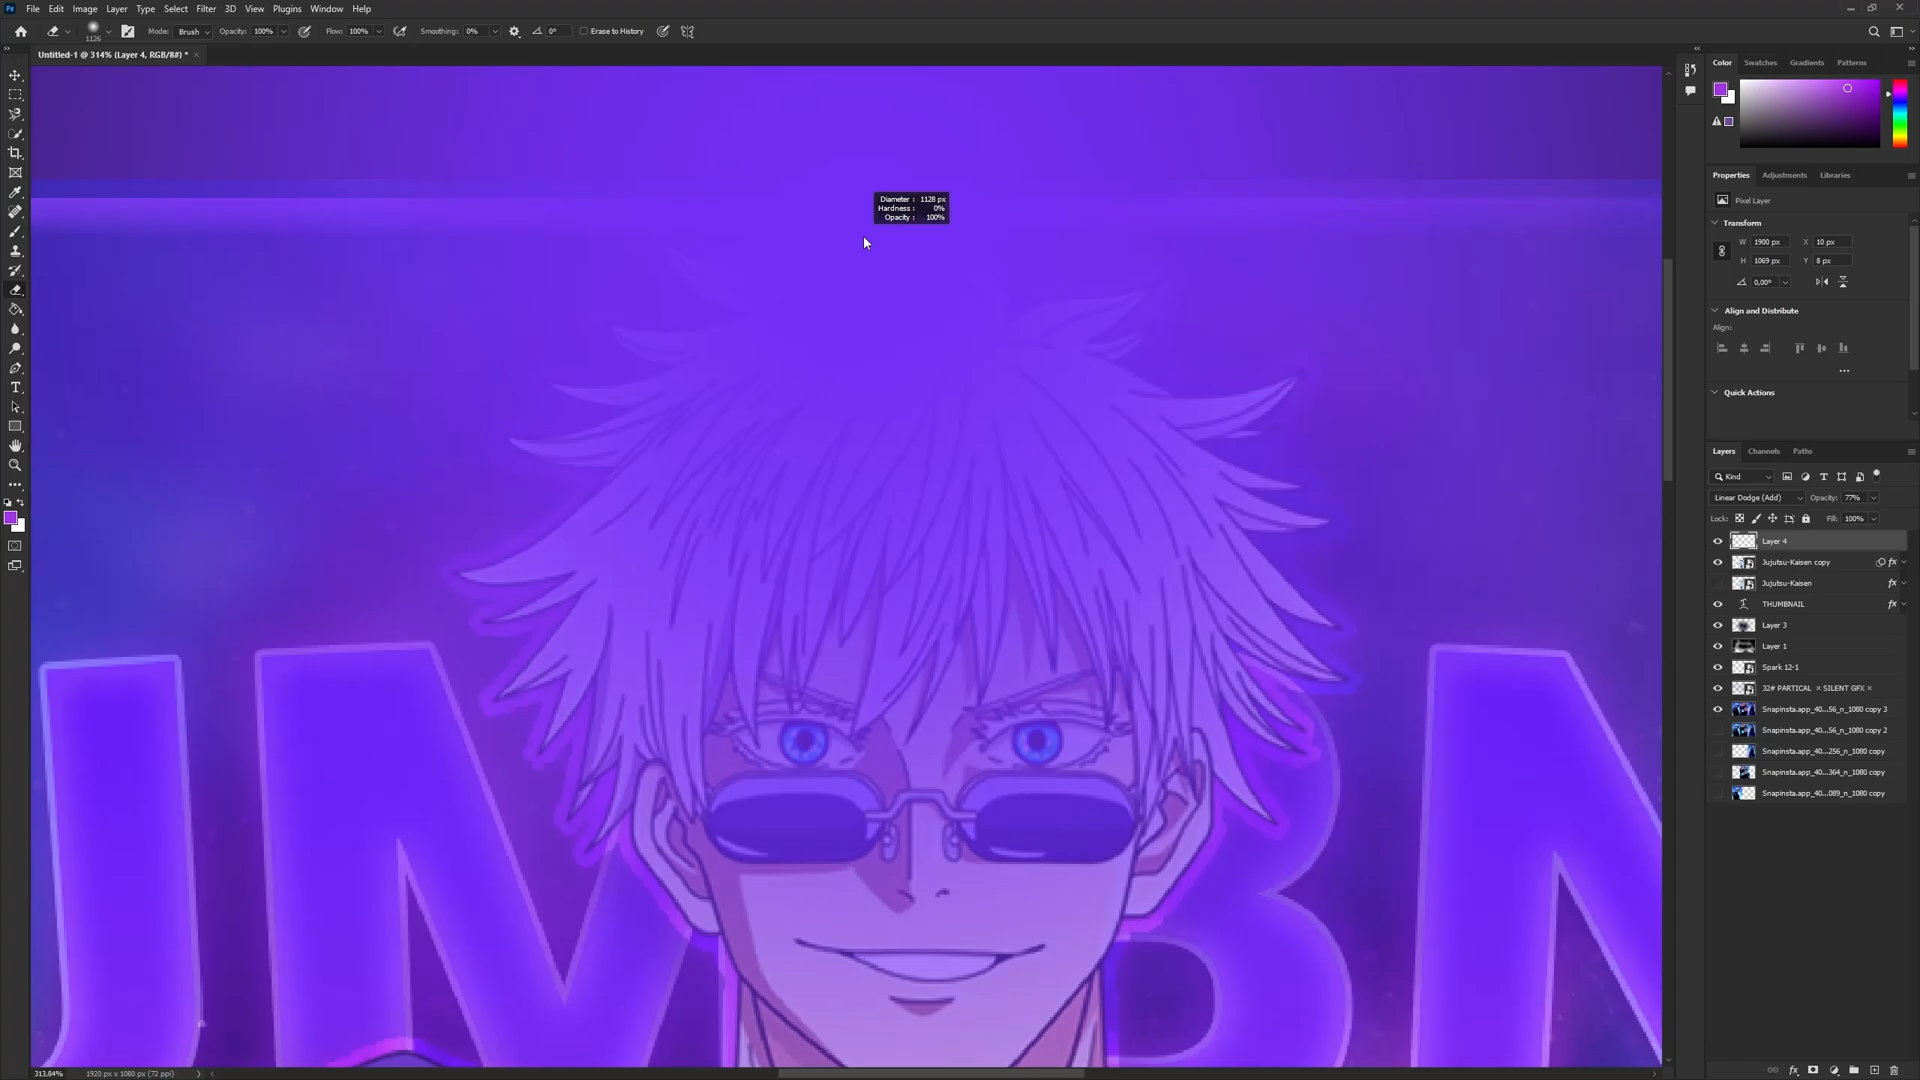 File Edit Image Layer Type Select Filter 3D View Plugins Window Help
1126 Mode: Brush Opacity: 100% Flow: 100% Smoothing: 0% 0° Erase to History
Untitled-1 @ 314% (Layer 4, RGB/8#) *
Diameter : 1128 px
Hardness : 0%
Opacity : 100%
UMBN
313,84% 1920 px x 1080 px (72 ppi)
Color Swatches Gradients Patterns
Properties Adjustments Libraries
Pixel Layer
Transform
W 1900 px X 10 px
H 1069 px Y 8 px
0,00°
Align and Distribute
Align:
Quick Actions
Layers Channels Paths
Kind
Linear Dodge (Add) Opacity: 77%
Lock: Fill: 100%
Layer 4
Jujutsu-Kaisen copy fx
Jujutsu-Kaisen fx
THUMBNAIL fx
Layer 3
Layer 1
Spark 12-1
32# PARTICAL × SILENT GFX ×
Snapinsta.app_40...56_n_1080 copy 3
Snapinsta.app_40...56_n_1080 copy 2
Snapinsta.app_40...256_n_1080 copy
Snapinsta.app_40...364_n_1080 copy
Snapinsta.app_40...089_n_1080 copy